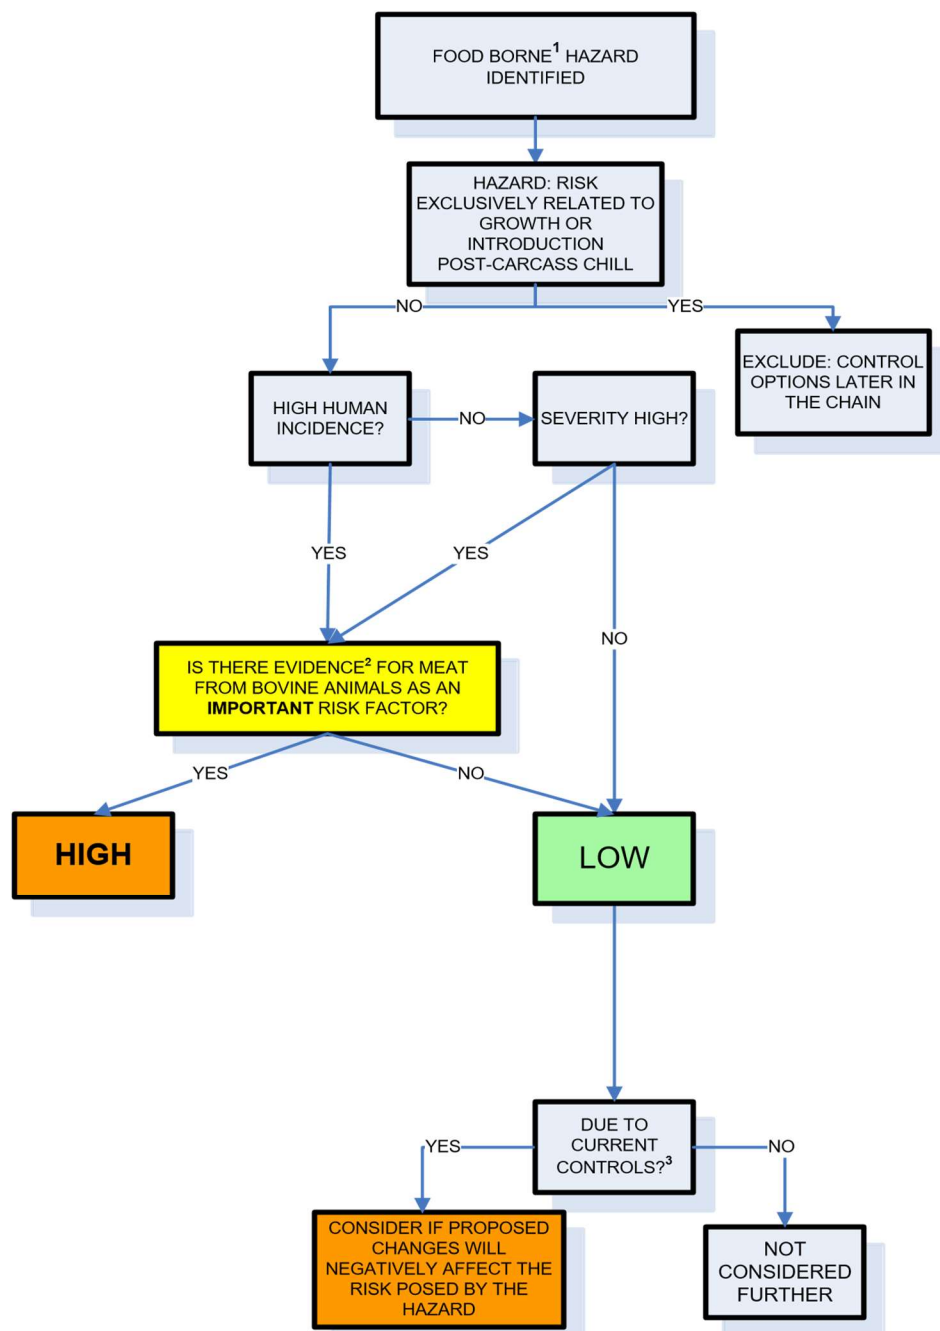 FOOD BORNE¹ HAZARD
IDENTIFIED
HAZARD: RISK
EXCLUSIVELY RELATED TO
GROWTH OR
INTRODUCTION
POST-CARCASS CHILL
NO
YES
EXCLUDE: CONTROL
OPTIONS LATER IN
THE CHAIN
HIGH HUMAN
INCIDENCE?
NO
SEVERITY HIGH?
YES
YES
NO
IS THERE EVIDENCE² FOR MEAT
FROM BOVINE ANIMALS AS AN
IMPORTANT RISK FACTOR?
YES
NO
HIGH
LOW
DUE TO
CURRENT
CONTROLS?³
YES
NO
CONSIDER IF PROPOSED
CHANGES WILL
NEGATIVELY AFFECT THE
RISK POSED BY THE
HAZARD
NOT
CONSIDERED
FURTHER